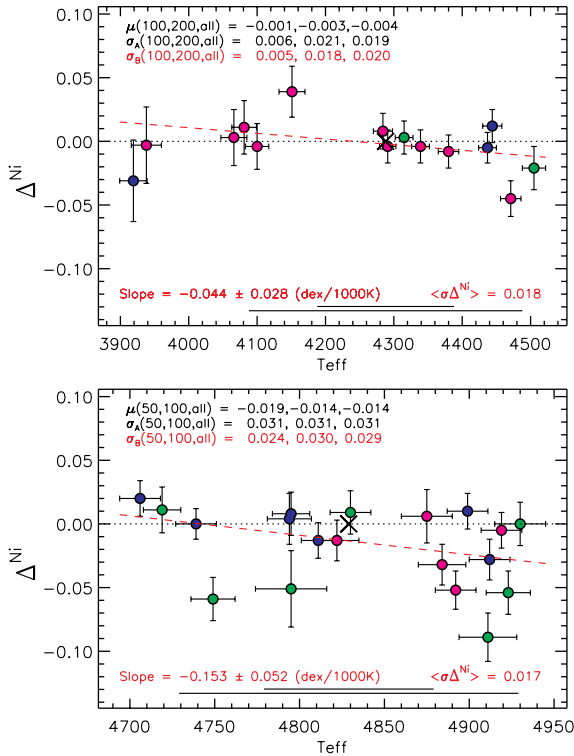 μ(100,200,all) = −0.001,−0.003,−0.004
σA(100,200,all) = 0.006, 0.021, 0.019
σB(100,200,all) = 0.005, 0.018, 0.020
0.10
0.05
0.00
−0.05
−0.10
Δ^Ni
Slope = −0.044 ± 0.028 (dex/1000K) <σΔ^Ni> = 0.018
3900 4000 4100 4200 4300 4400 4500
Teff
μ(50,100,all) = −0.019,−0.014,−0.014
σA(50,100,all) = 0.031, 0.031, 0.031
σB(50,100,all) = 0.024, 0.030, 0.029
0.10
0.05
0.00
−0.05
−0.10
Δ^Ni
Slope = −0.153 ± 0.052 (dex/1000K) <σΔ^Ni> = 0.017
4700 4750 4800 4850 4900 4950
Teff